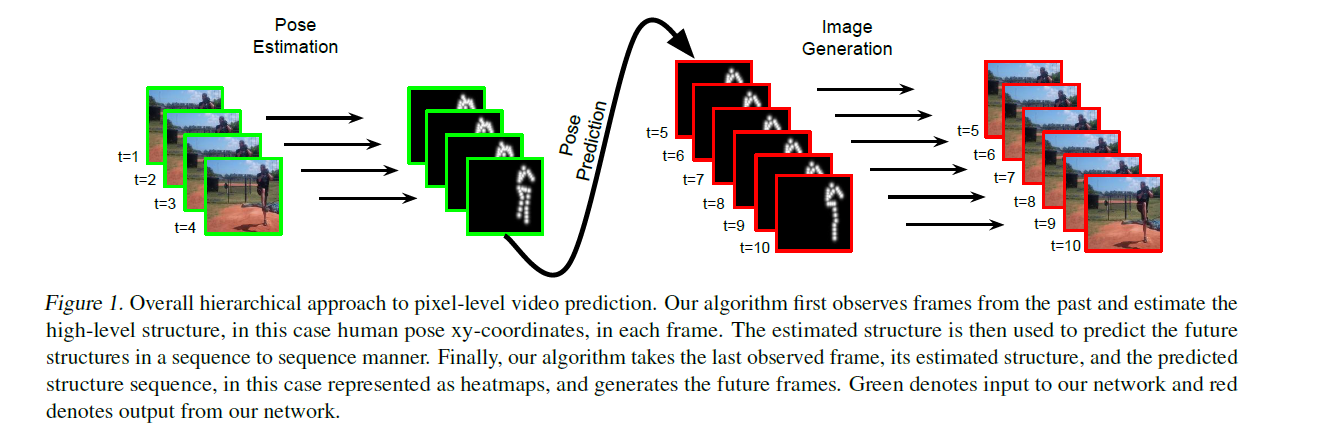 Pose
Estimation
Image
Generation
Pose
Prediction
t=1
t=2
t=3
t=4
t=5
t=6
t=7
t=8
t=9
t=10
t=5
t=6
t=7
t=8
t=9
t=10
Figure 1. Overall hierarchical approach to pixel-level video prediction. Our algorithm first observes frames from the past and estimate the
high-level structure, in this case human pose xy-coordinates, in each frame. The estimated structure is then used to predict the future
structures in a sequence to sequence manner. Finally, our algorithm takes the last observed frame, its estimated structure, and the predicted
structure sequence, in this case represented as heatmaps, and generates the future frames. Green denotes input to our network and red
denotes output from our network.